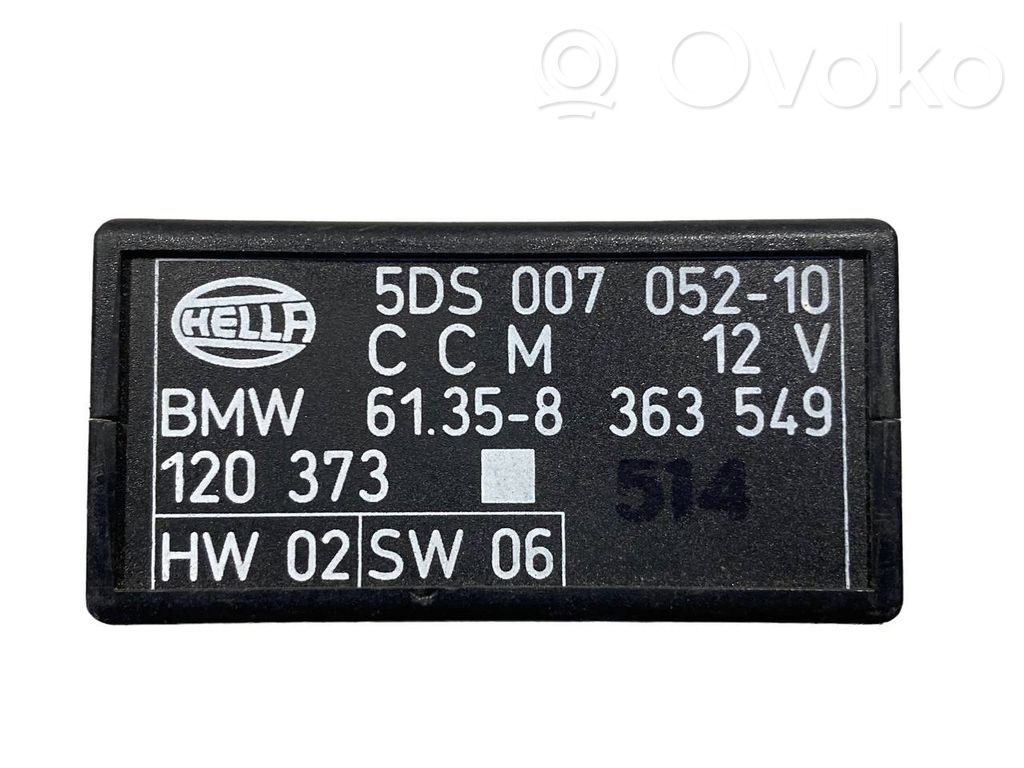 Ovoko
HELLA 5DS 007 052-10
C C M 12 V
BMW 61.35-8 363 549
120 373 514
HW 02 SW 06